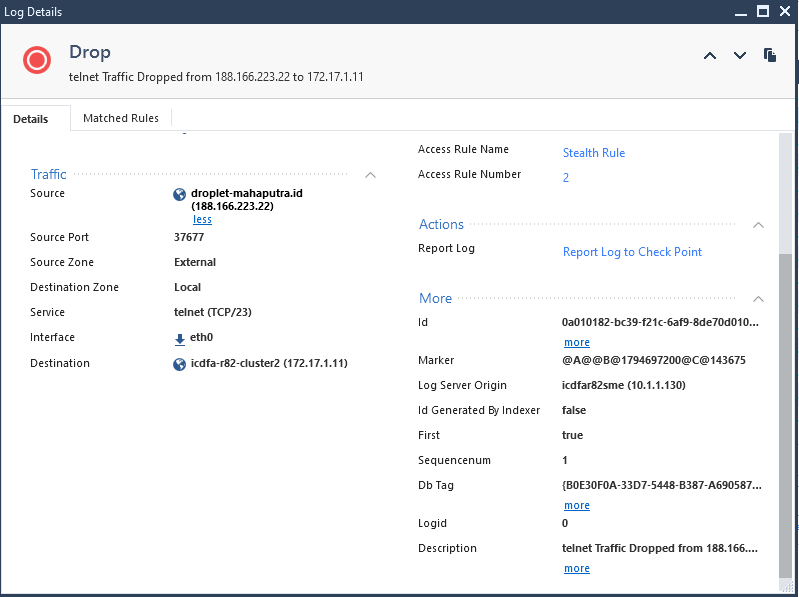 Log Details
Drop
telnet Traffic Dropped from 188.166.223.22 to 172.17.1.11
Details
Matched Rules
Traffic
Source
droplet-mahaputra.id
(188.166.223.22)
less
Source Port
37677
Source Zone
External
Destination Zone
Local
Service
telnet (TCP/23)
Interface
eth0
Destination
icdfa-r82-cluster2 (172.17.1.11)
Access Rule Name
Stealth Rule
Access Rule Number
2
Actions
Report Log
Report Log to Check Point
More
Id
0a010182-bc39-f21c-6af9-8de70d010...
more
Marker
@A@@B@1794697200@C@143675
Log Server Origin
icdfar82sme (10.1.1.130)
Id Generated By Indexer
false
First
true
Sequencenum
1
Db Tag
{B0E30F0A-33D7-5448-B387-A690587...
more
Logid
0
Description
telnet Traffic Dropped from 188.166....
more